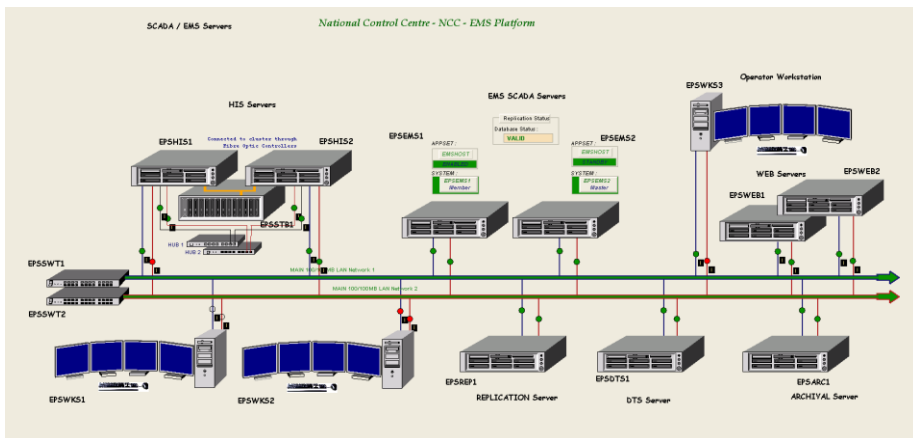 SCADA / EMS Servers
National Control Centre - NCC - EMS Platform
Operator Workstation
EPSWKS3
HIS Servers
EMS SCADA Servers
Replication Status
Database Status :
VALID
EPSHIS1
Connected to cluster through
Fibre Optic Controllers
EPSHIS2
EPSEMS1
APPSET :
EMSHOST
ENABLED
SYSTEM :
EPSEMS1
Member
EPSEMS2
APPSET :
EMSHOST
STANDBY
SYSTEM :
EPSEMS2
Master
WEB Servers
EPSWEB1
EPSWEB2
EPSSTB1
HUB 1
HUB 2
EPSSWT1
MAIN 100/100MB LAN Network 1
MAIN 100/100MB LAN Network 2
EPSSWT2
EPSWKS1
EPSWKS2
EPSREP1
REPLICATION Server
EPSDTS1
DTS Server
EPSARC1
ARCHIVAL Server